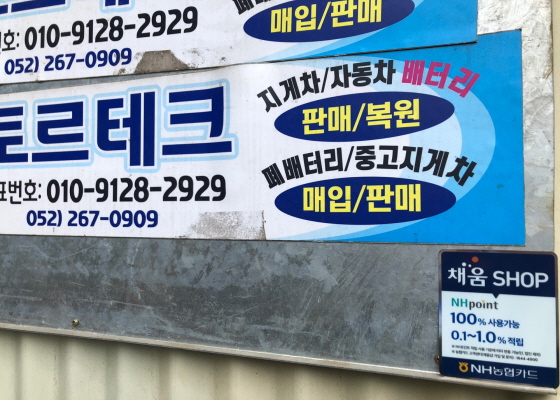 매입/판매
번호: 010-9128-2929
052) 267-0909
지게차/자동차 배터리
판매/복원
토르테크
폐배터리/중고지게차
매입/판매
표번호: 010-9128-2929
052) 267-0909
채움 SHOP
NHpoint
100% 사용가능
0.1~1.0% 적립
NH농협카드